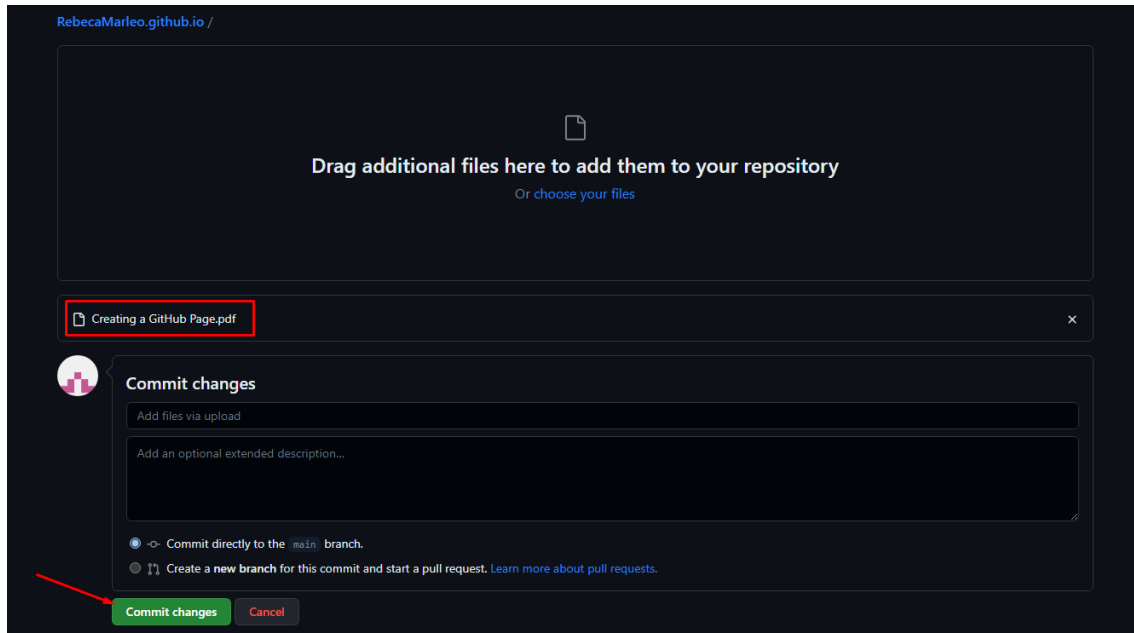 RebecaMarleo.github.io /
Drag additional files here to add them to your repository
Or choose your files
Creating a GitHub Page.pdf
Commit changes
Add files via upload
Add an optional extended description...
Commit directly to the main branch.
Create a new branch for this commit and start a pull request. Learn more about pull requests.
Commit changes Cancel